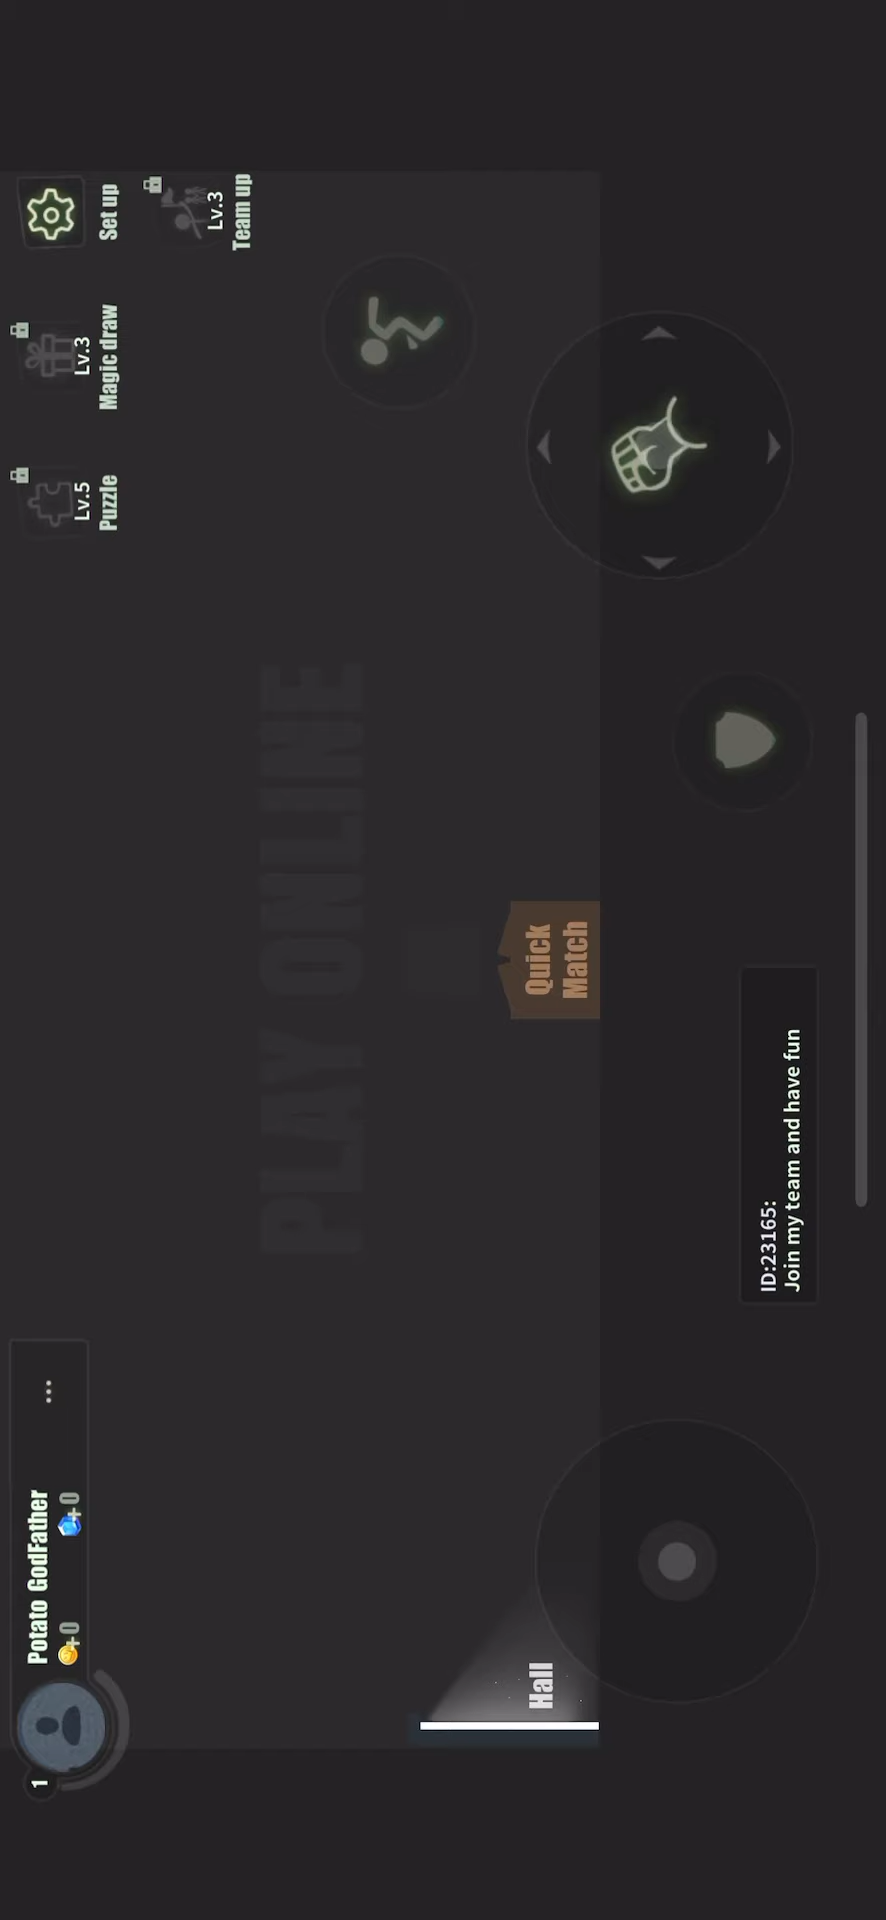 1
Potato GodFather
+0
+0
...
Puzzle
Lv.5
Magic draw
Lv.3
Set up
Team up
Lv.3
PLAY ONLINE
Hall
Quick
Match
ID:23165:
Join my team and have fun